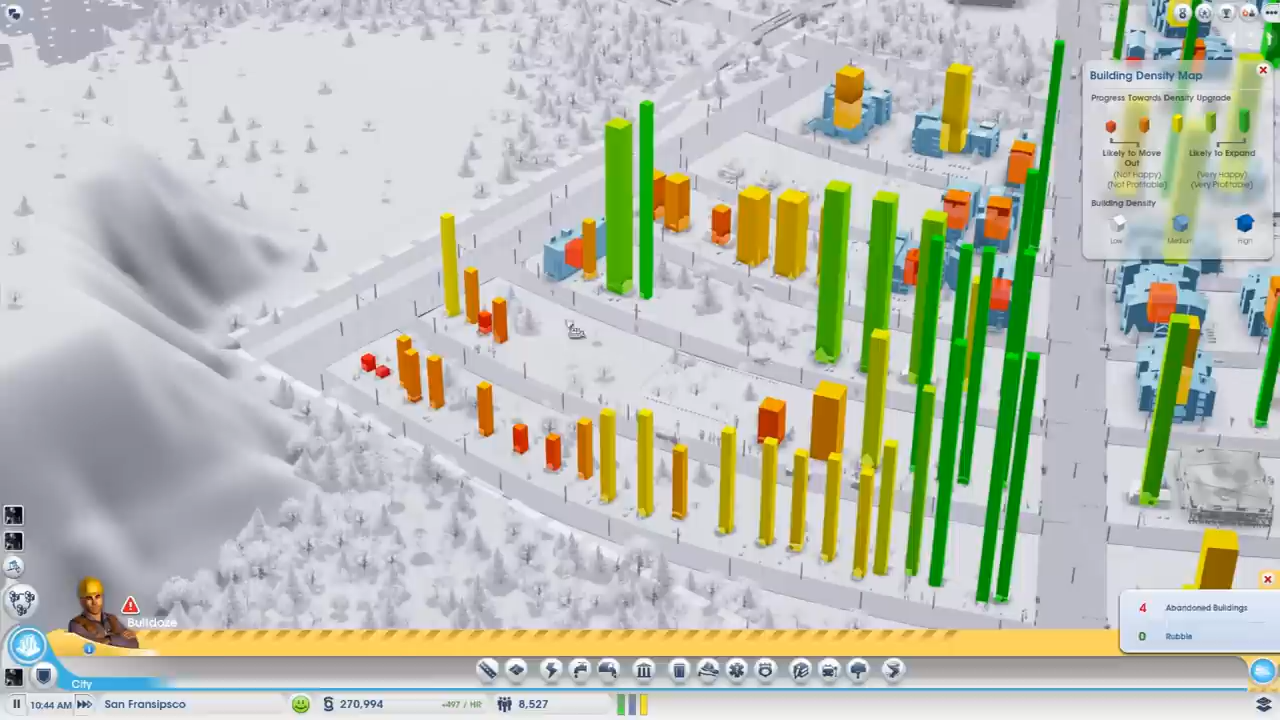 Building Density Map
Progress Towards Density Upgrade
Likely to Move Out
Likely to Expand
(Not Happy)
(Very Happy)
(Not Profitable)
(Very Profitable)
Building Density
Low
Medium
High
4 Abandoned Buildings
0 Rubble
Bulldoze
City
10:44 AM
San Fransipsco
270,994
+497 / HR
8,527